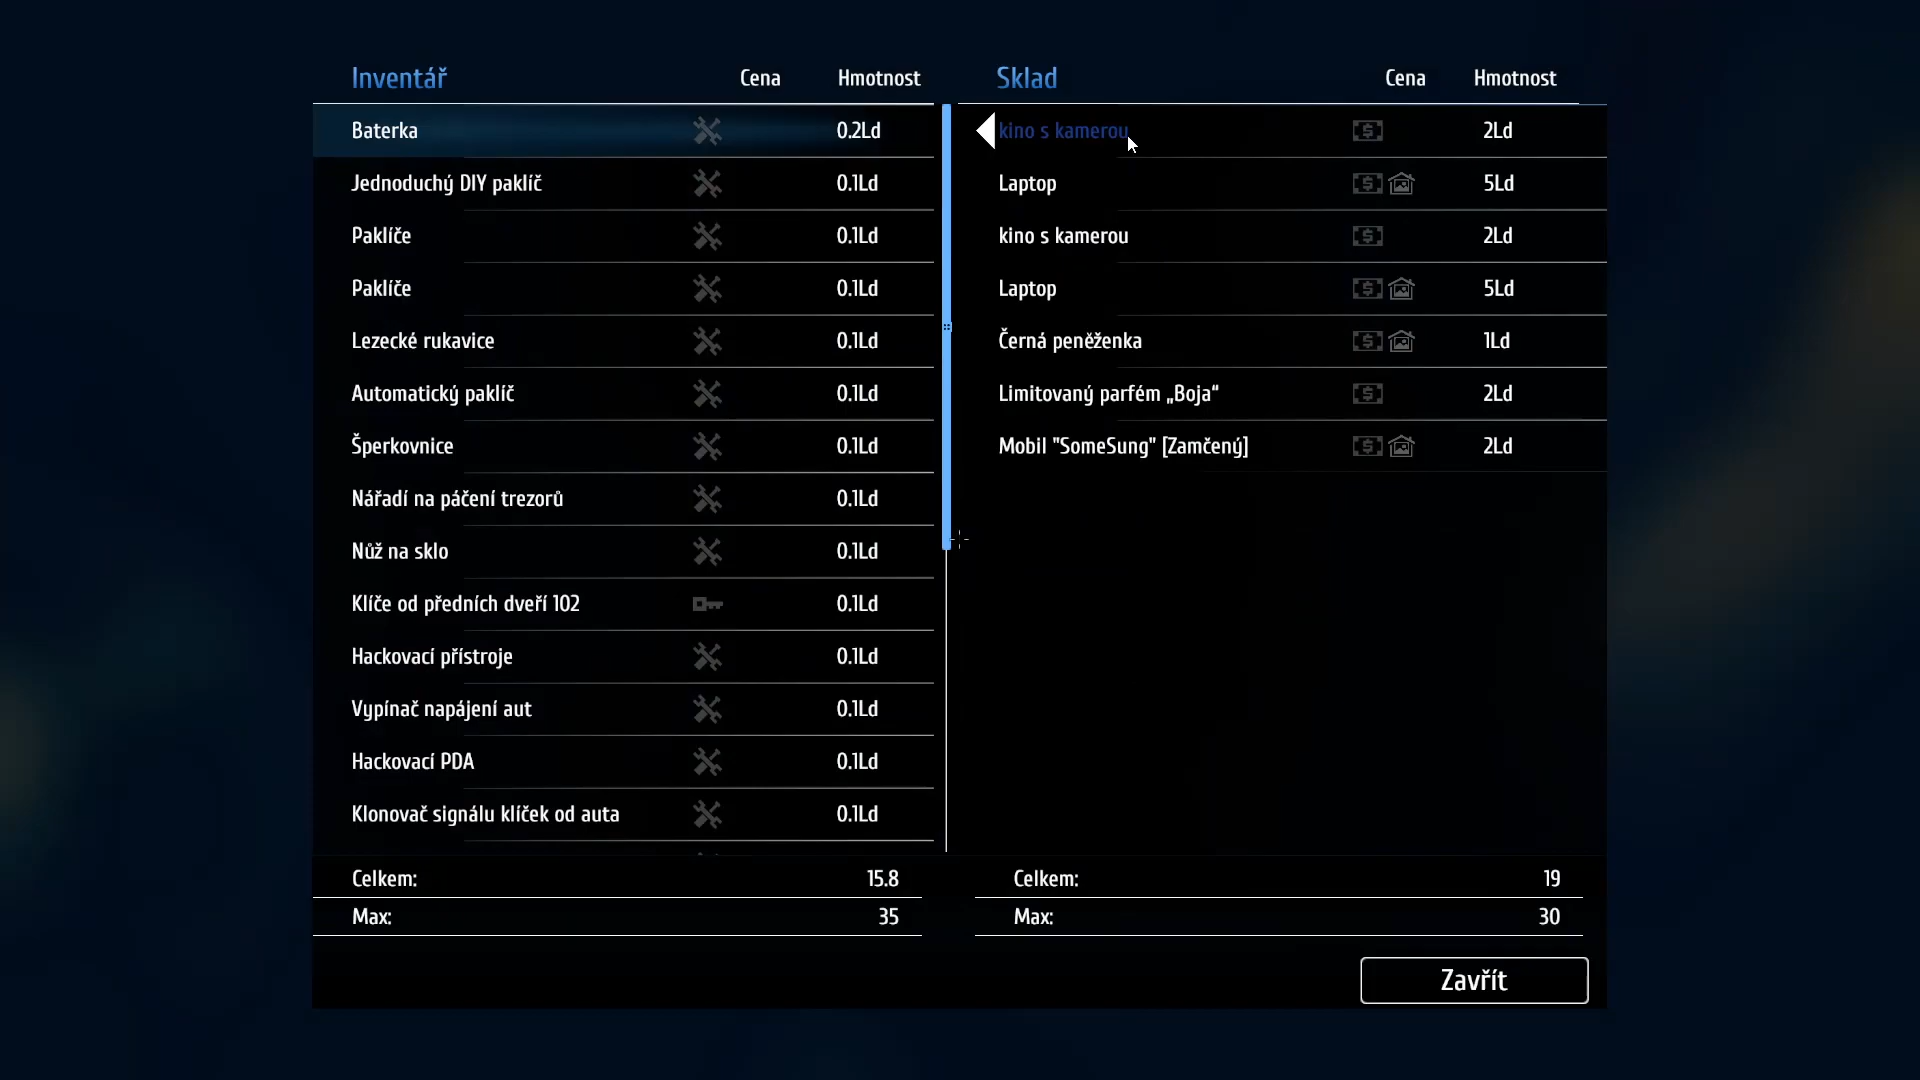 Inventář Cena Hmotnost
Baterka 0.2Ld
Jednoduchý DIY paklíč 0.1Ld
Paklíče 0.1Ld
Paklíče 0.1Ld
Lezecké rukavice 0.1Ld
Automatický paklíč 0.1Ld
Šperkovnice 0.1Ld
Nářadí na páčení trezorů 0.1Ld
Nůž na sklo 0.1Ld
Klíče od předních dveří 102 0.1Ld
Hackovací přístroje 0.1Ld
Vypínač napájení aut 0.1Ld
Hackovací PDA 0.1Ld
Klonovač signálu klíček od auta 0.1Ld
Celkem: 15.8
Max: 35
Sklad Cena Hmotnost
kino s kamerou 2Ld
Laptop 5Ld
kino s kamerou 2Ld
Laptop 5Ld
Černá peněženka 1Ld
Limitovaný parfém „Boja“ 2Ld
Mobil "SomeSung" [Zamčený] 2Ld
Celkem: 19
Max: 30
Zavřít